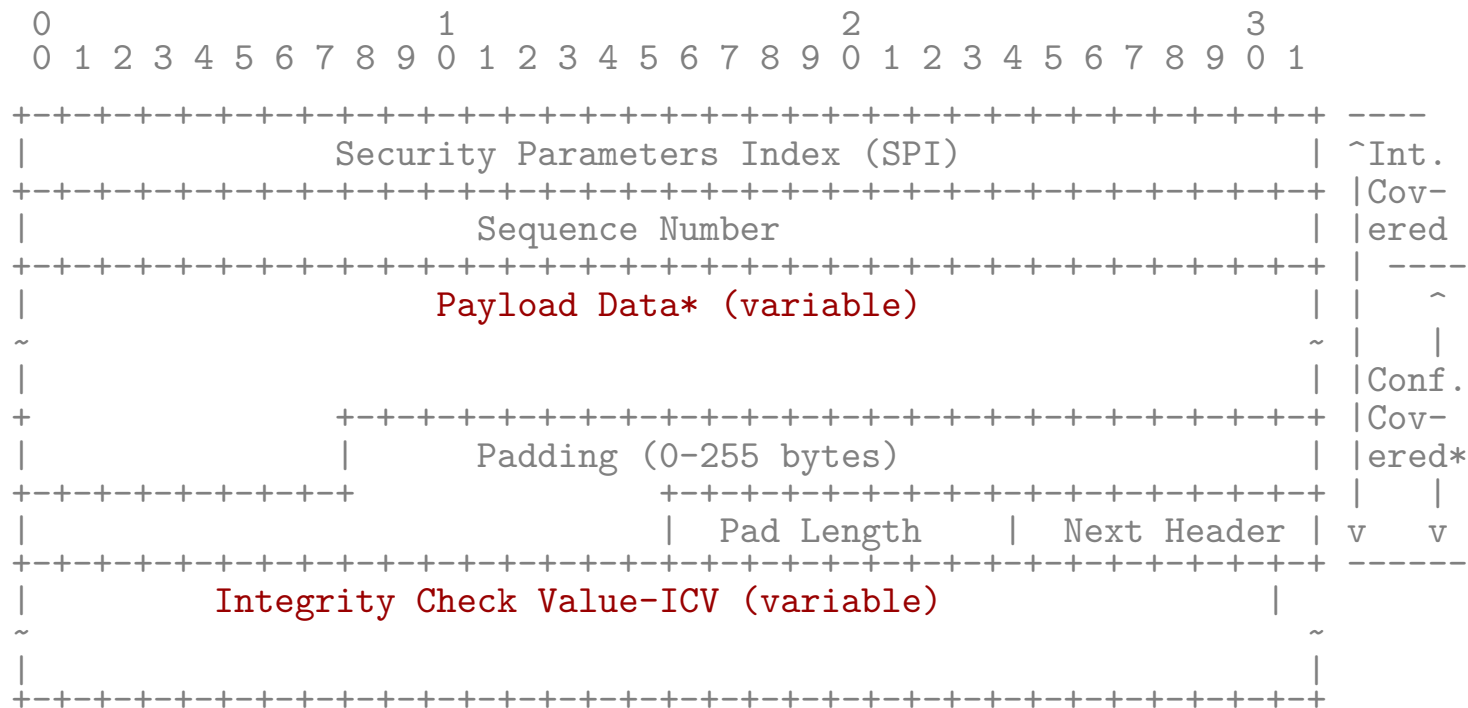 0                   1                   2                   3
 0 1 2 3 4 5 6 7 8 9 0 1 2 3 4 5 6 7 8 9 0 1 2 3 4 5 6 7 8 9 0 1
+-+-+-+-+-+-+-+-+-+-+-+-+-+-+-+-+-+-+-+-+-+-+-+-+-+-+-+-+-+-+-+-+ ----
|               Security Parameters Index (SPI)                 | ^Int.
+-+-+-+-+-+-+-+-+-+-+-+-+-+-+-+-+-+-+-+-+-+-+-+-+-+-+-+-+-+-+-+-+ |Cov-
|                      Sequence Number                          | |ered
+-+-+-+-+-+-+-+-+-+-+-+-+-+-+-+-+-+-+-+-+-+-+-+-+-+-+-+-+-+-+-+-+ | ----
|                    Payload Data* (variable)                   | |   ^
~                                                               ~ |   |
|                                                               | |Conf.
+               +-+-+-+-+-+-+-+-+-+-+-+-+-+-+-+-+-+-+-+-+-+-+-+-+ |Cov-
|               |      Padding (0-255 bytes)                    | |ered*
+-+-+-+-+-+-+-+-+               +-+-+-+-+-+-+-+-+-+-+-+-+-+-+-+-+ |   |
|                               |  Pad Length    |  Next Header | v   v
+-+-+-+-+-+-+-+-+-+-+-+-+-+-+-+-+-+-+-+-+-+-+-+-+-+-+-+-+-+-+-+-+ ------
|         Integrity Check Value-ICV (variable)                |
~                                                               ~
|                                                               |
+-+-+-+-+-+-+-+-+-+-+-+-+-+-+-+-+-+-+-+-+-+-+-+-+-+-+-+-+-+-+-+-+